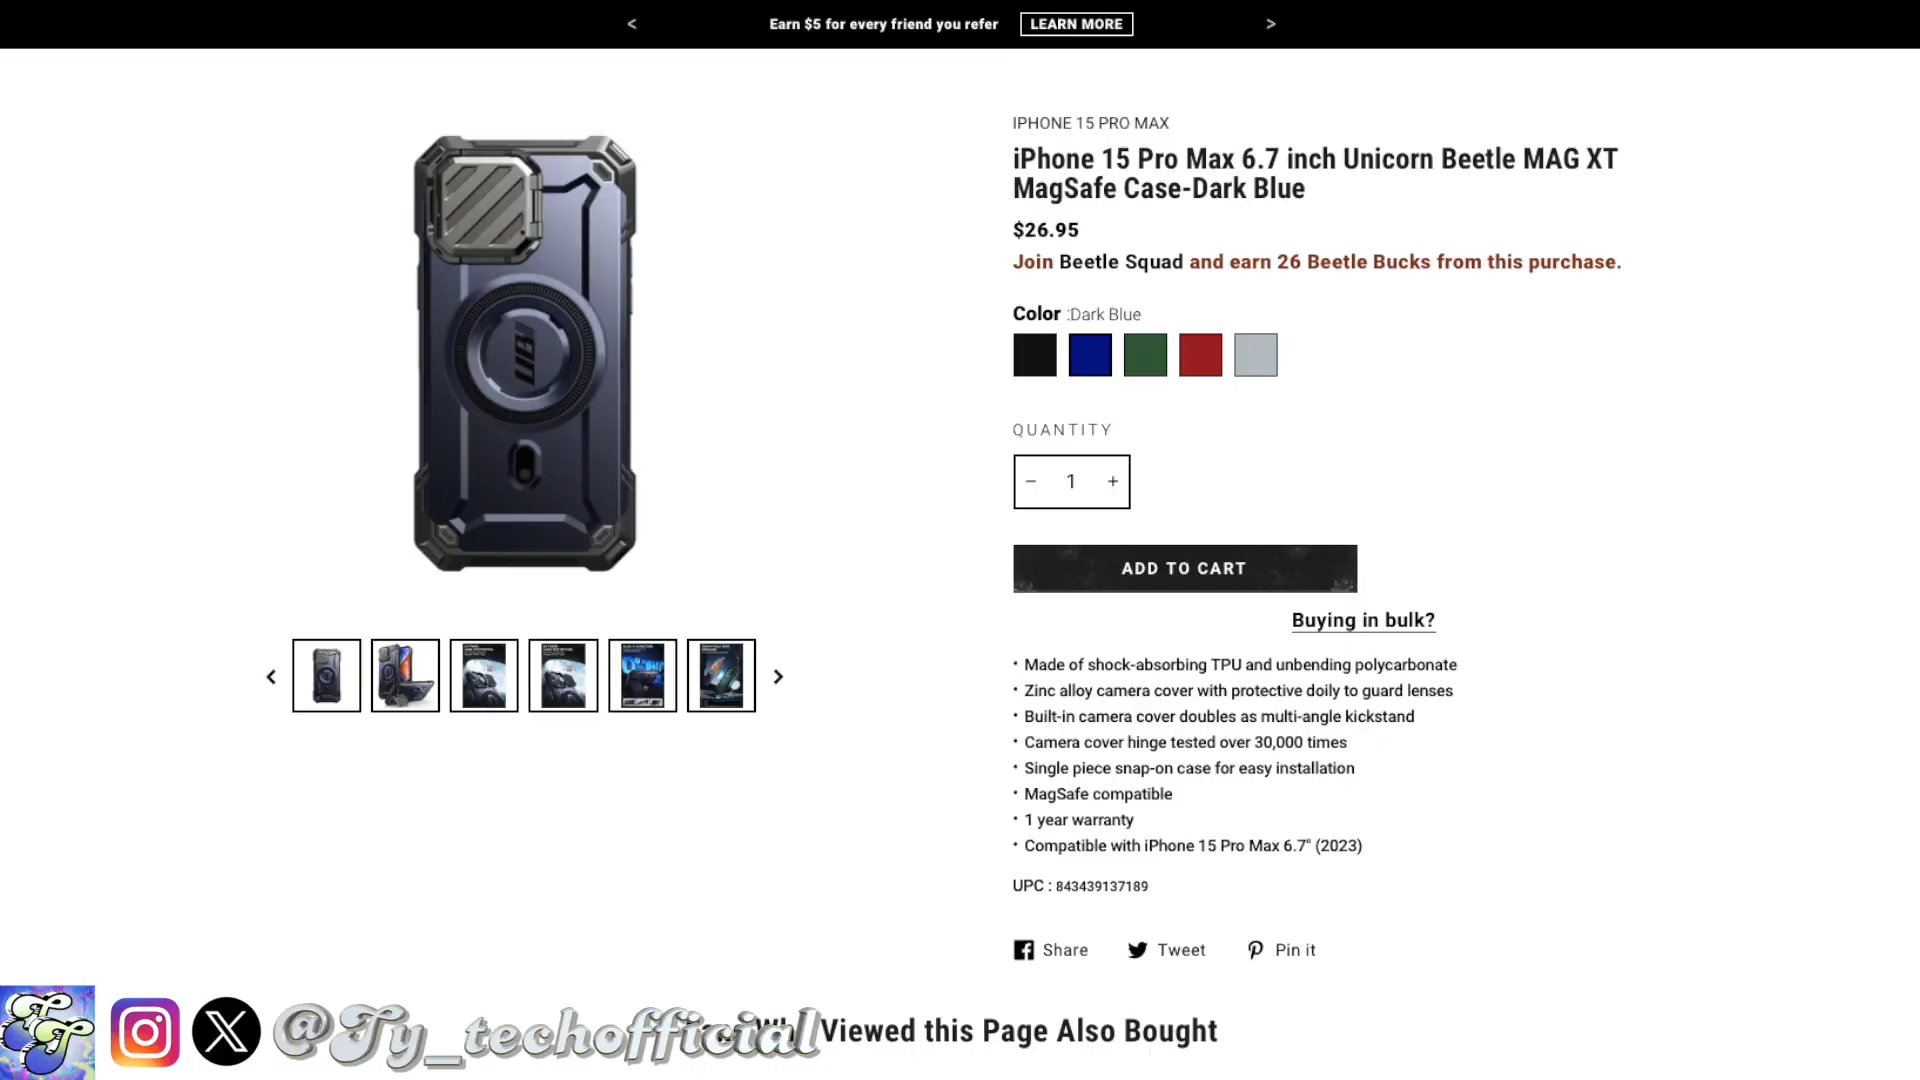 < Earn $5 for every friend you refer LEARN MORE >
IPHONE 15 PRO MAX
iPhone 15 Pro Max 6.7 inch Unicorn Beetle MAG XT
MagSafe Case-Dark Blue
$26.95
Join Beetle Squad and earn 26 Beetle Bucks from this purchase.
Color :Dark Blue
QUANTITY
− 1 +
ADD TO CART
Buying in bulk?
• Made of shock-absorbing TPU and unbending polycarbonate
• Zinc alloy camera cover with protective doily to guard lenses
• Built-in camera cover doubles as multi-angle kickstand
• Camera cover hinge tested over 30,000 times
• Single piece snap-on case for easy installation
• MagSafe compatible
• 1 year warranty
• Compatible with iPhone 15 Pro Max 6.7" (2023)
UPC : 843439137189
Share Tweet Pin it
@Ty_techofficial
Viewed this Page Also Bought